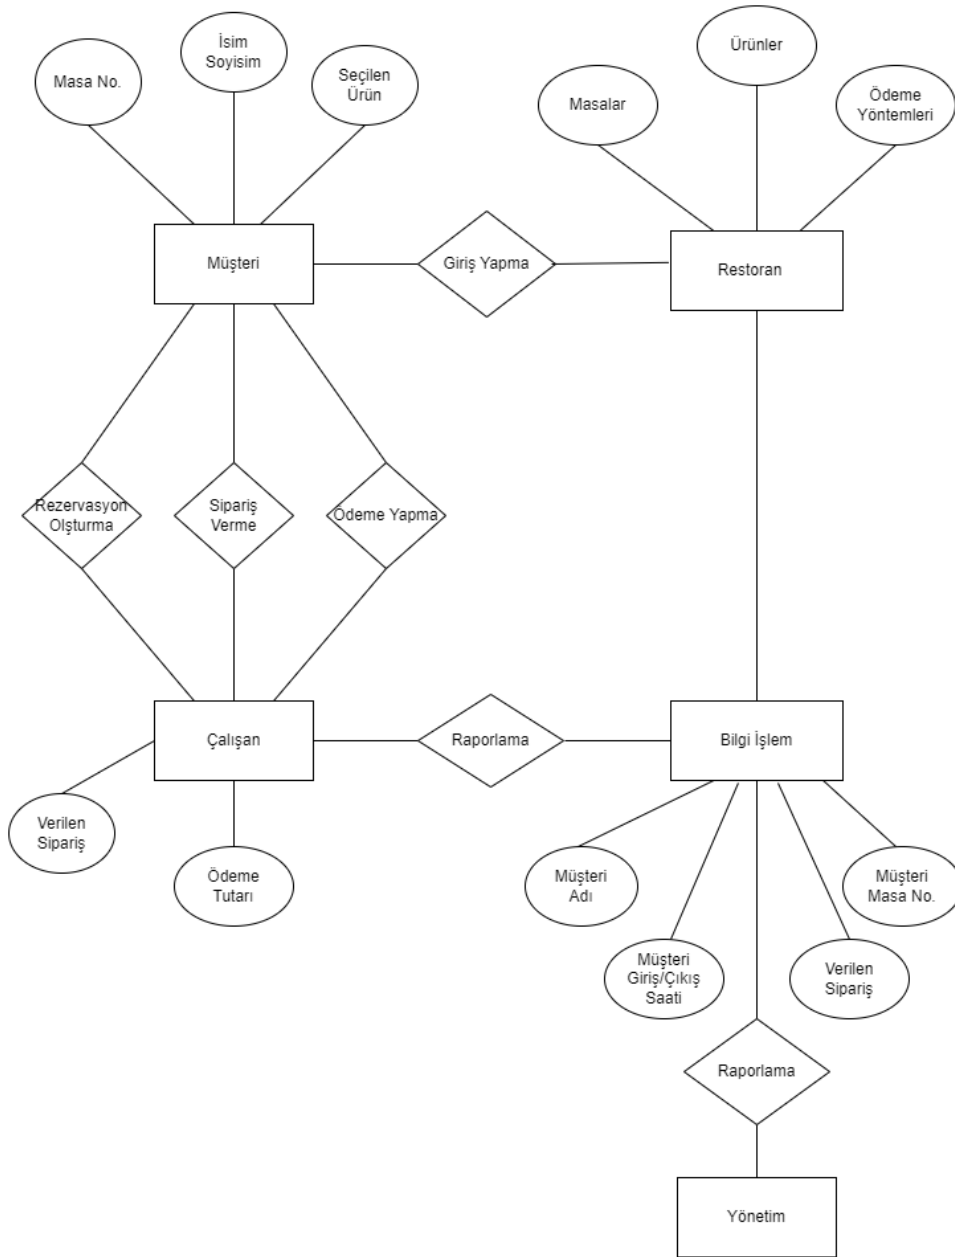 İsim
Soyisim
Masa No.
Seçilen
Ürün
Ürünler
Masalar
Ödeme
Yöntemleri
Müşteri
Giriş Yapma
Restoran
Rezervasyon
Olşturma
Sipariş
Verme
Ödeme Yapma
Çalışan
Raporlama
Bilgi İşlem
Verilen
Sipariş
Ödeme
Tutarı
Müşteri
Adı
Müşteri
Masa No.
Müşteri
Giriş/Çıkış
Saati
Verilen
Sipariş
Raporlama
Yönetim